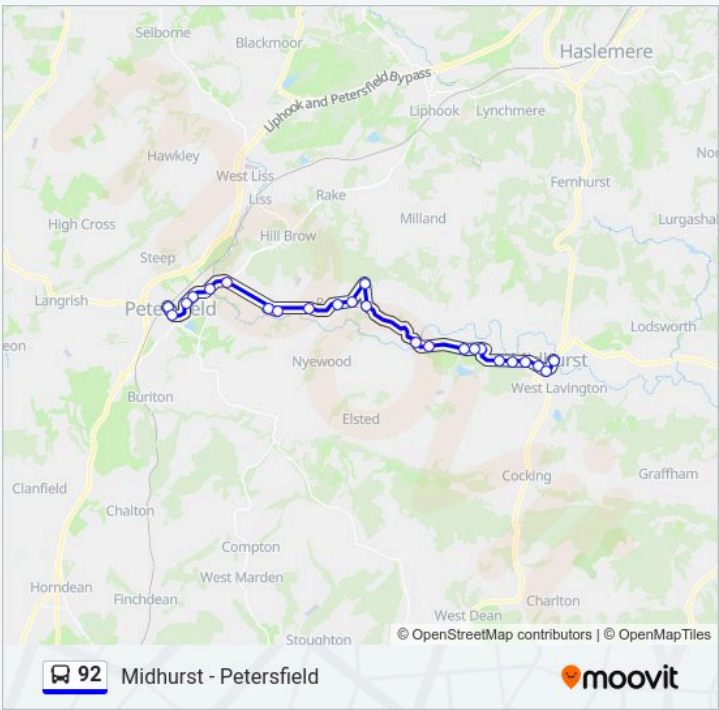 Selborne
Blackmoor
Haslemere
Liphook and Petersfield Bypass
Liphook
Lynchmere
Hawkley
West Liss
Liss
Rake
Fernhurst
High Cross
Milland
Lurgasha
Hill Brow
Steep
Langrish
Lodsworth
Nyewood
West Lavington
Buriton
Elsted
Cocking
Graffham
Clanfield
Chalton
Compton
West Marden
Horndean
Finchdean
Charlton
West Dean
Stoughton
© OpenStreetMap contributors | © OpenMapTiles
92 Midhurst - Petersfield
moovit